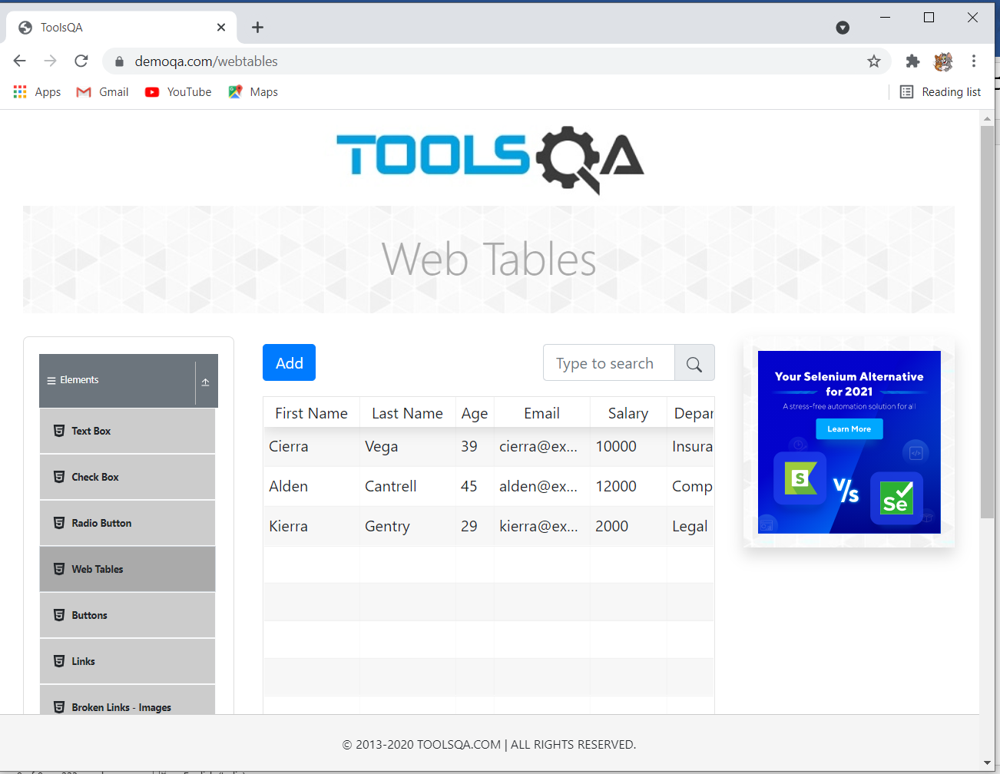 ToolsQA
demoqa.com/webtables
Apps Gmail YouTube Maps Reading list
TOOLSQA
Web Tables
Elements
Text Box
Check Box
Radio Button
Web Tables
Buttons
Links
Broken Links - Images
Add Type to search
First Name Last Name Age Email Salary Depar
Cierra Vega 39 cierra@ex... 10000 Insura
Alden Cantrell 45 alden@ex... 12000 Comp
Kierra Gentry 29 kierra@ex... 2000 Legal
Your Selenium Alternative
for 2021
A stress-free automation solution for all
Learn More
S V/s Se
© 2013-2020 TOOLSQA.COM | ALL RIGHTS RESERVED.